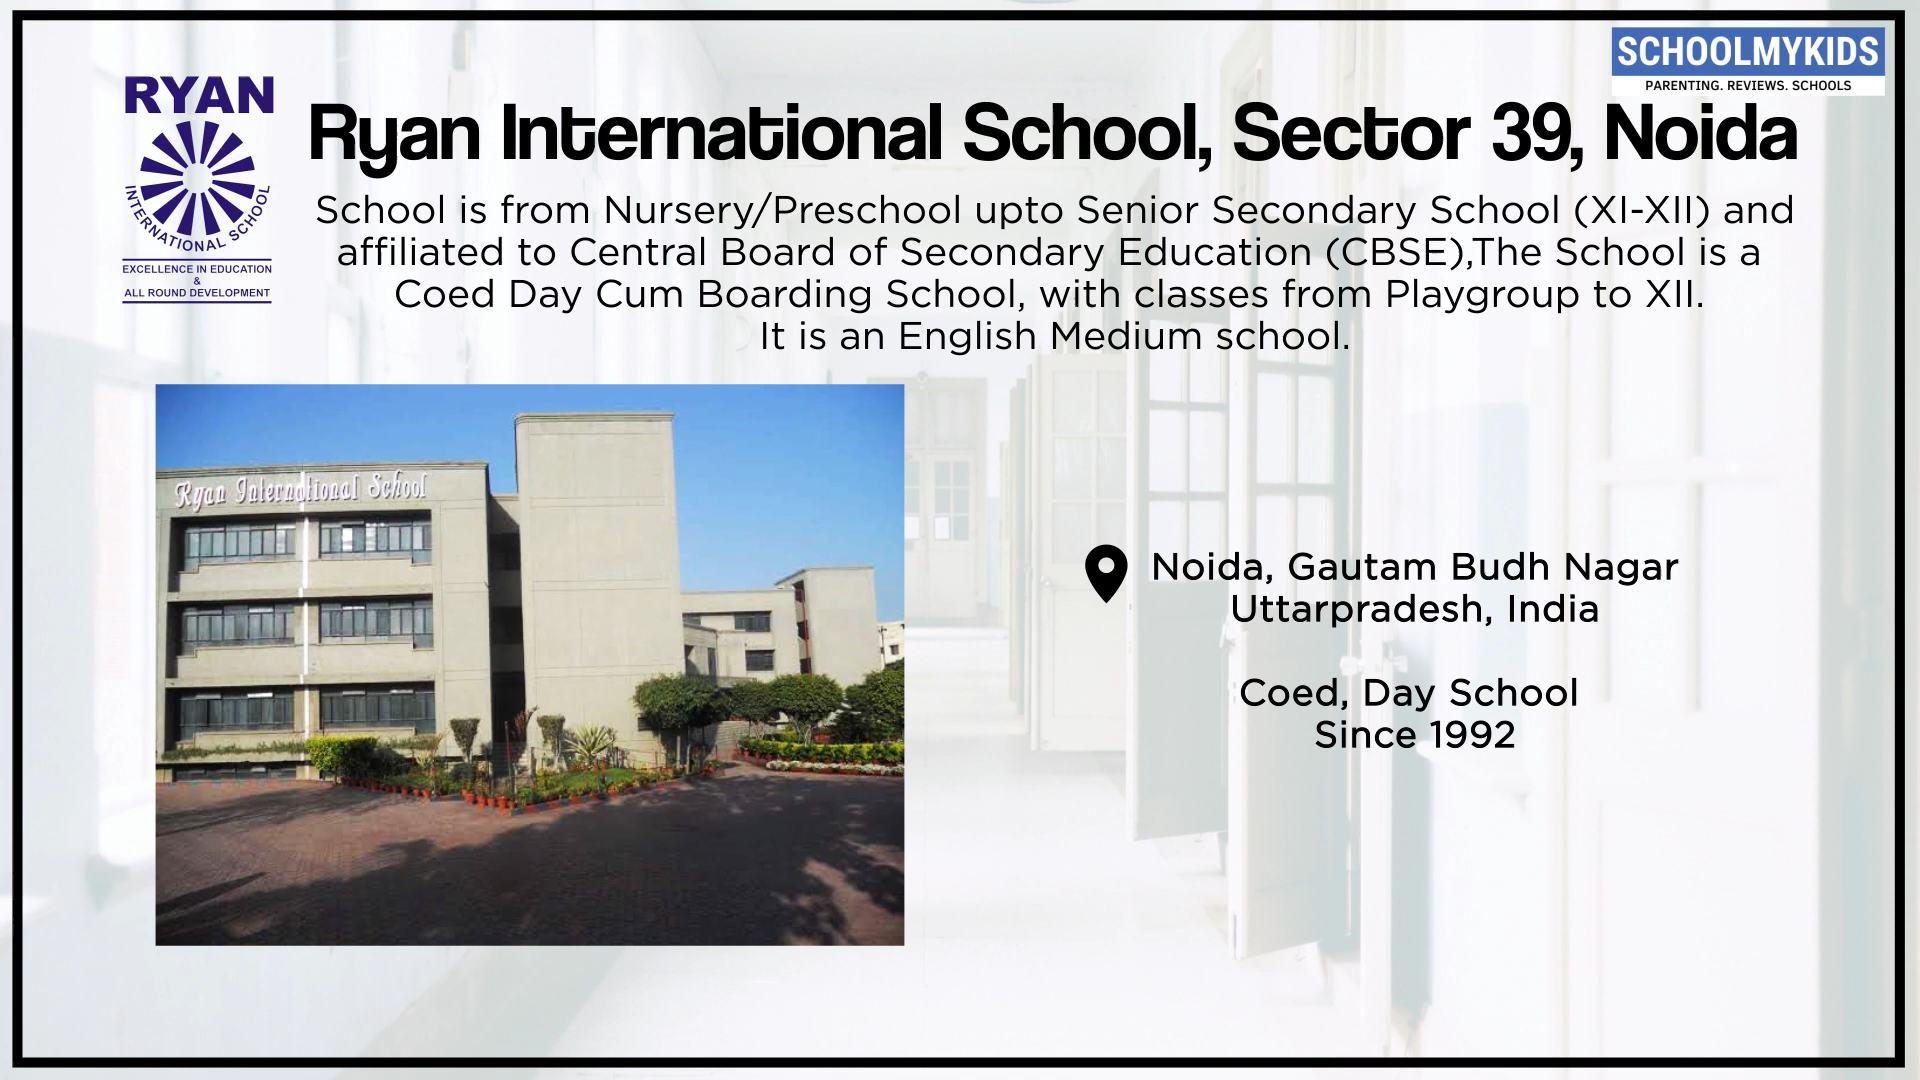 SCHOOLMYKIDS
PARENTING. REVIEWS. SCHOOLS
RYAN
INTERNATIONAL SCHOOL
EXCELLENCE IN EDUCATION
&
ALL ROUND DEVELOPMENT
Ryan International School, Sector 39, Noida
School is from Nursery/Preschool upto Senior Secondary School (XI-XII) and
affiliated to Central Board of Secondary Education (CBSE),The School is a
Coed Day Cum Boarding School, with classes from Playgroup to XII.
It is an English Medium school.
Ryan International School
Noida, Gautam Budh Nagar
Uttarpradesh, India
Coed, Day School
Since 1992